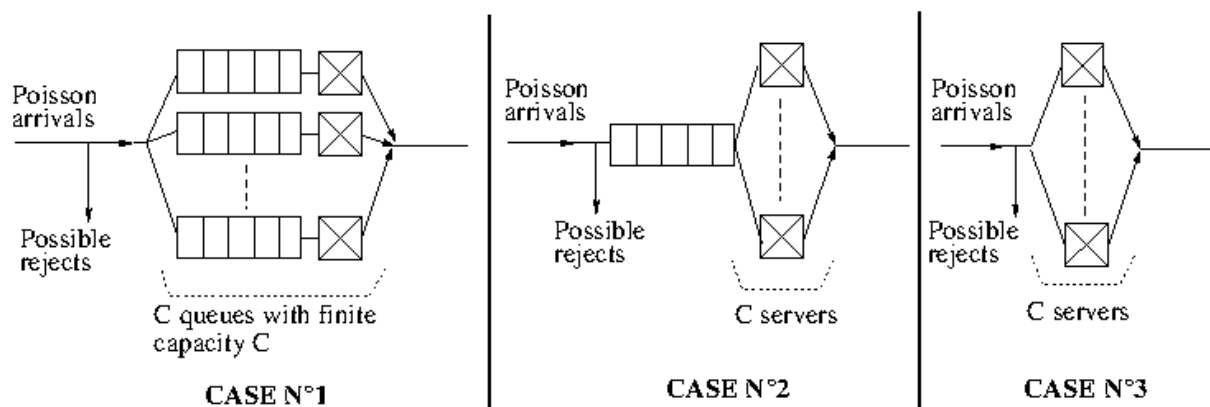 Poisson
arrivals
Possible
rejects
C queues with finite
capacity C
CASE N°1
Poisson
arrivals
Possible
rejects
C servers
CASE N°2
Poisson
arrivals
Possible
rejects
C servers
CASE N°3